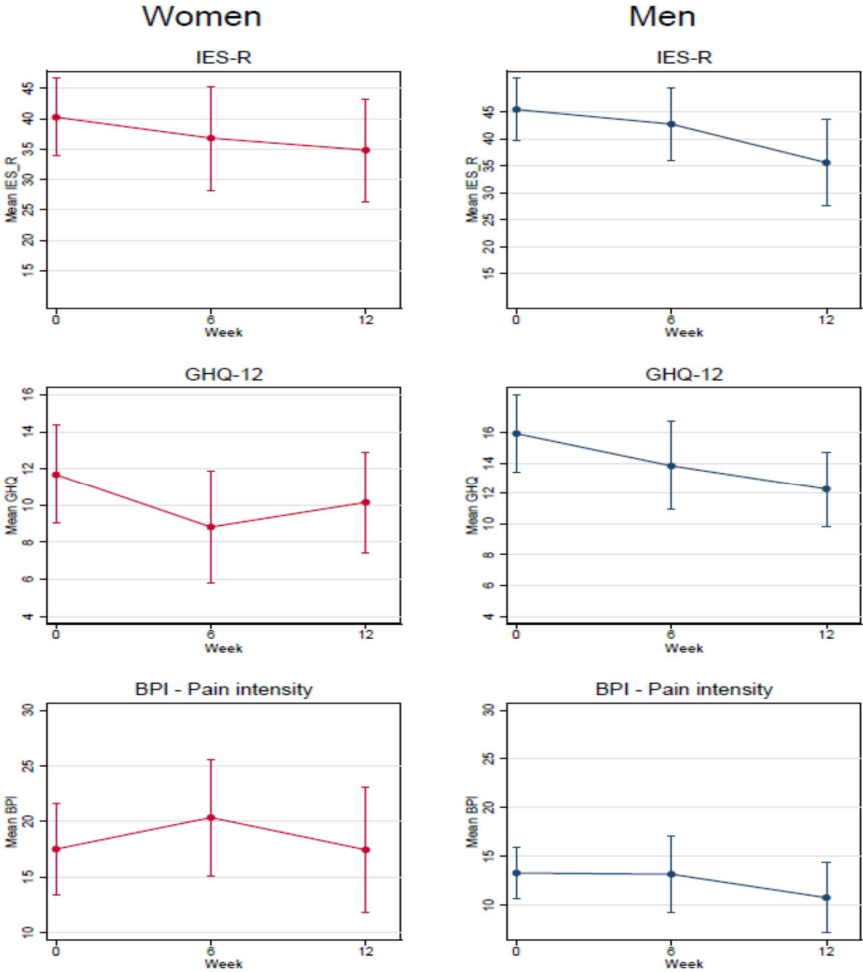 Women
Men
IES-R
Mean IES_R
45
40
35
30
25
20
15
0 6 12
Week
IES-R
Mean IES_R
45
40
35
30
25
20
15
0 6 12
Week
GHQ-12
Mean GHQ
16
14
12
10
8
6
4
0 6 12
Week
GHQ-12
Mean GHQ
16
14
12
10
8
6
4
0 6 12
Week
BPI - Pain intensity
Mean BPI
30
25
20
15
10
0 6 12
Week
BPI - Pain intensity
Mean BPI
30
25
20
15
10
0 6 12
Week